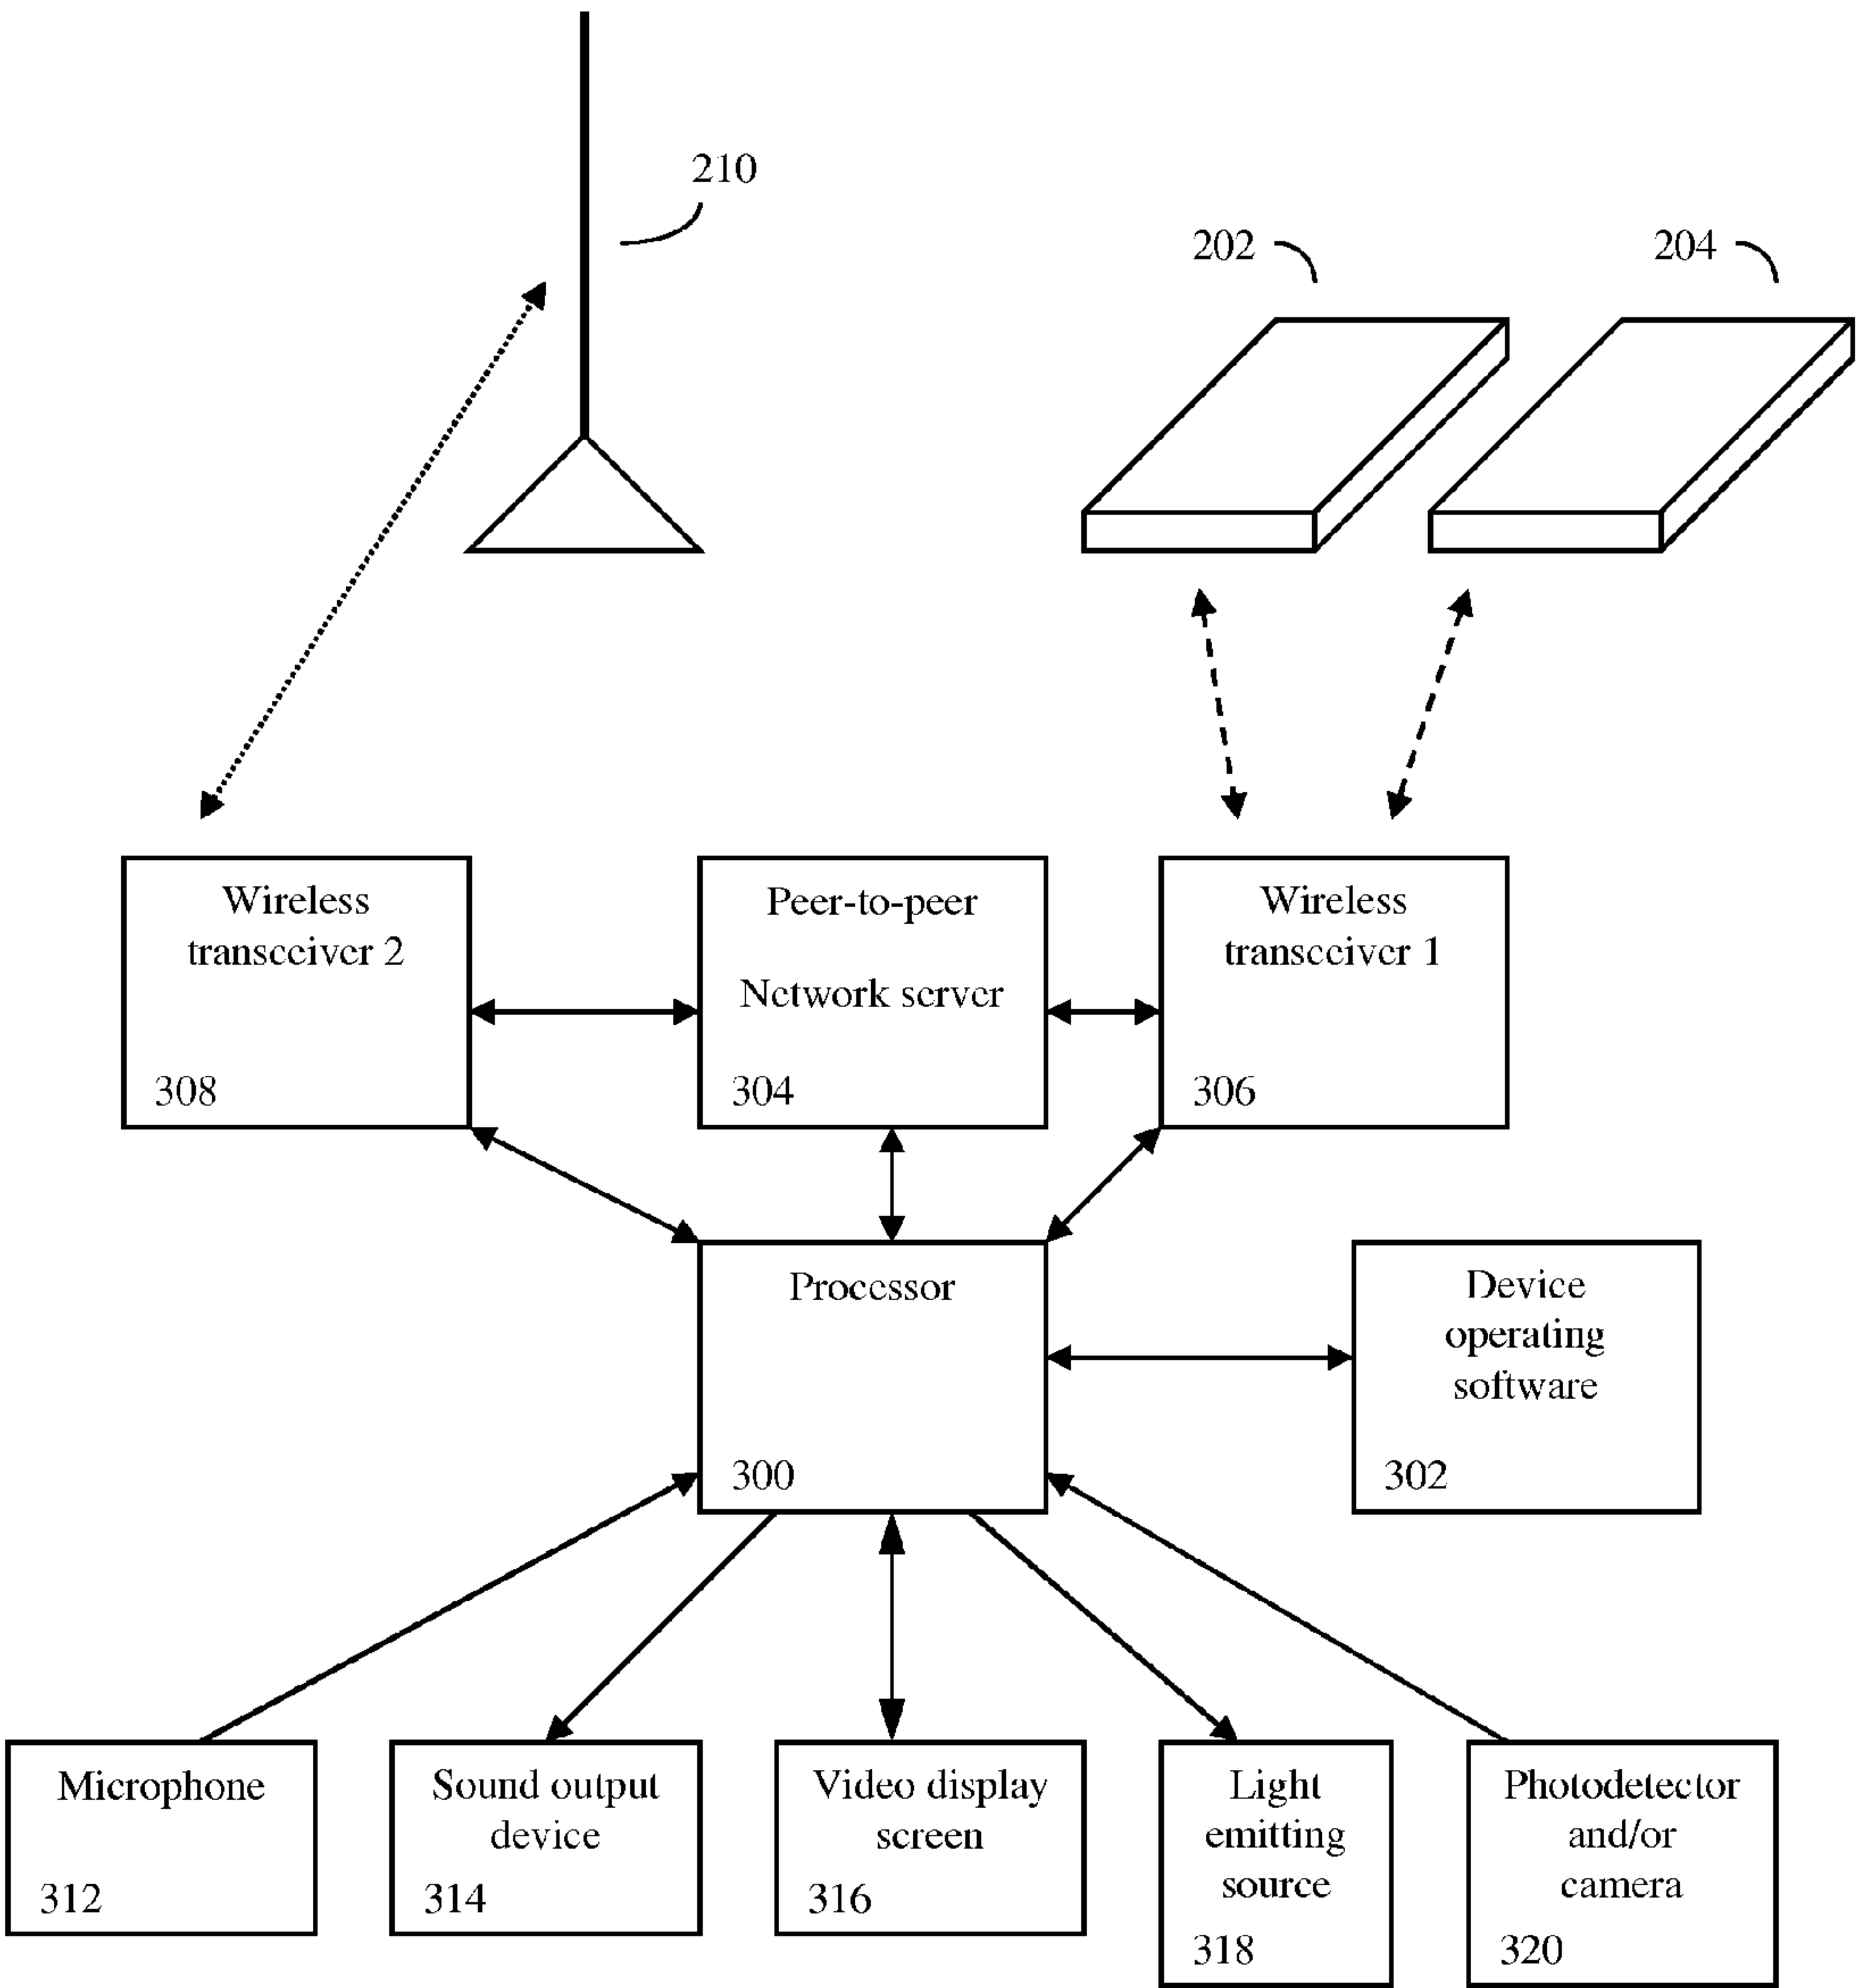 210
202
204
Wireless
transceiver 2
308
Peer-to-peer
Network server
304
Wireless
transceiver 1
306
Processor
300
Device
operating
software
302
Microphone
312
Sound output
device
314
Video display
screen
316
Light
emitting
source
318
Photodetector
and/or
camera
320